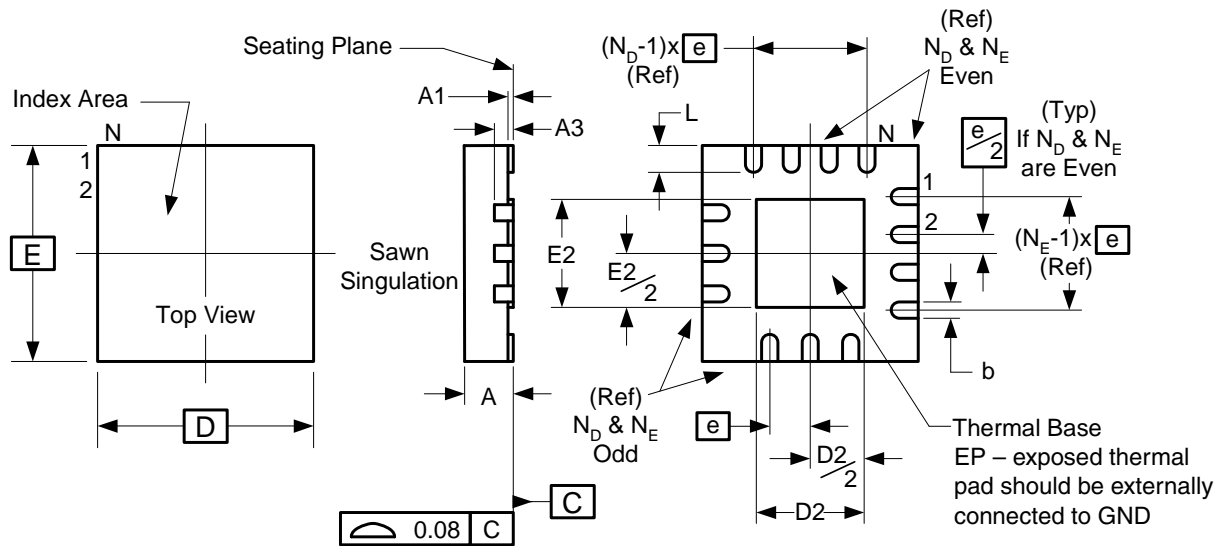 Seating Plane
Index Area
N
1
2
E
Top View
D
A1
A3
Sawn
Singulation
A
C
0.08 C
(N_D-1)x e
(Ref)
(Ref)
N_D & N_E
Even
L
N
e/2
(Typ)
If N_D & N_E
are Even
1
2
(N_E-1)x e
(Ref)
E2
E2/2
b
(Ref)
N_D & N_E
Odd
e
D2/2
D2
Thermal Base
EP – exposed thermal
pad should be externally
connected to GND